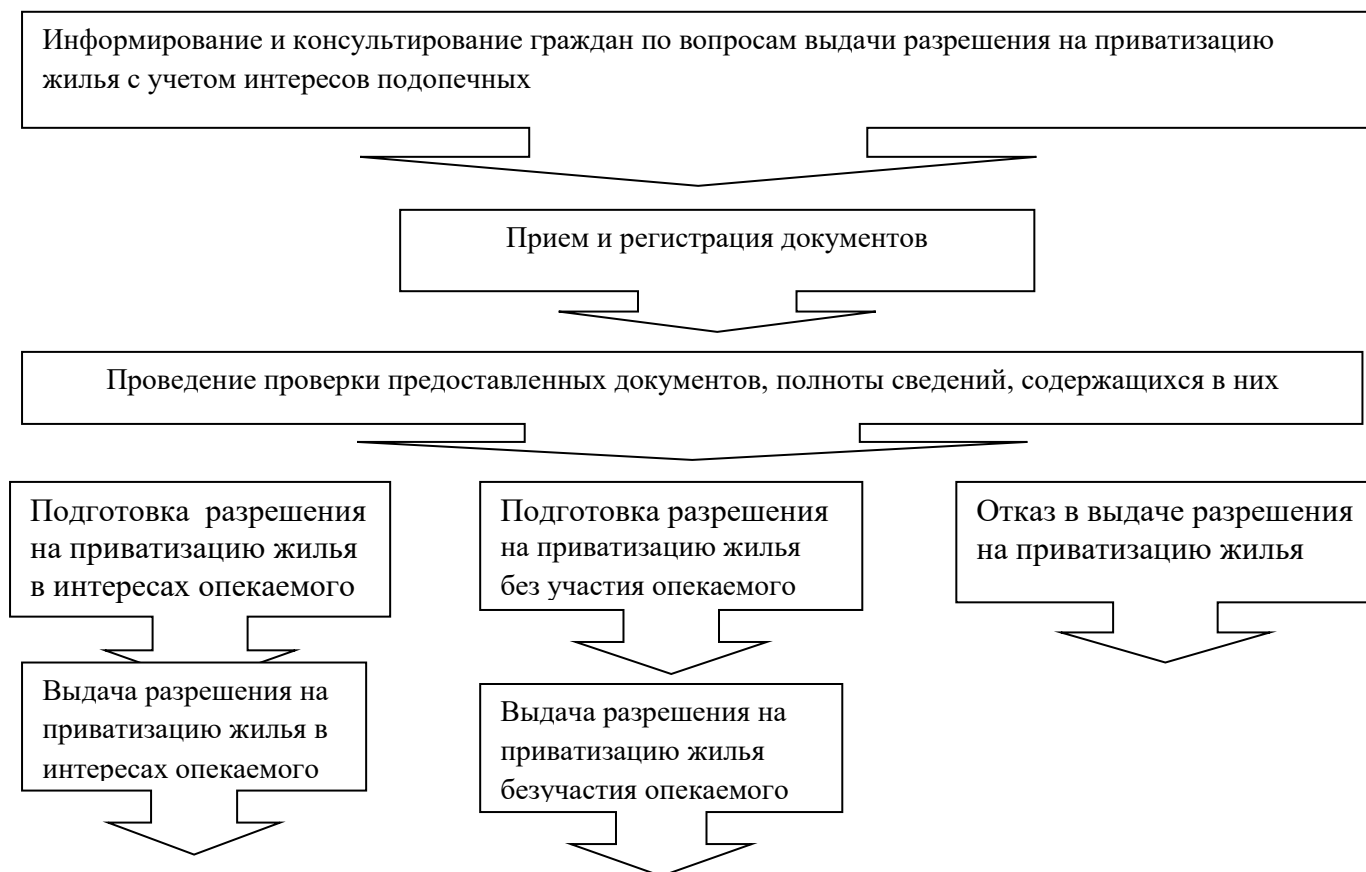 Информирование и консультирование граждан по вопросам выдачи разрешения на приватизацию
жилья с учетом интересов подопечных
Прием и регистрация документов
Проведение проверки предоставленных документов, полноты сведений, содержащихся в них
Подготовка разрешения
на приватизацию жилья
в интересах опекаемого
Подготовка разрешения
на приватизацию жилья
без участия опекаемого
Отказ в выдаче разрешения
на приватизацию жилья
Выдача разрешения на
приватизацию жилья в
интересах опекаемого
Выдача разрешения на
приватизацию жилья
безучастия опекаемого